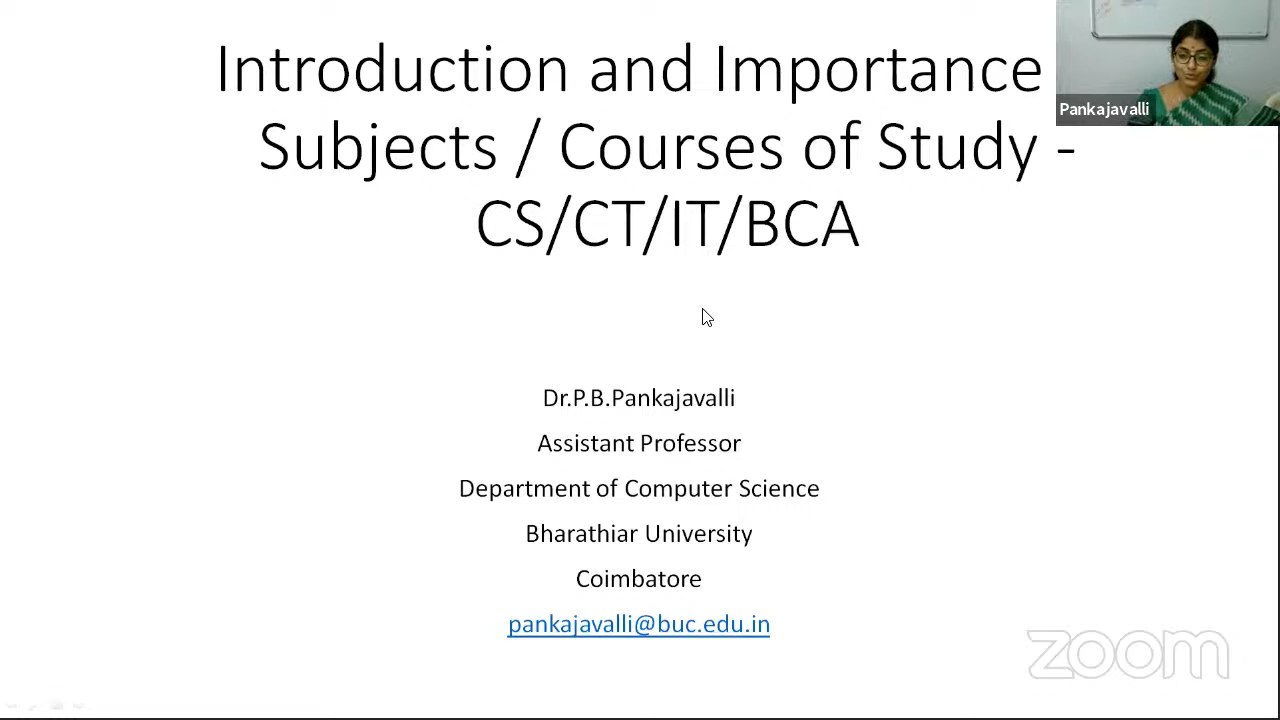 Introduction and Importance
Subjects / Courses of Study -
CS/CT/IT/BCA
Pankajavalli
Dr.P.B.Pankajavalli
Assistant Professor
Department of Computer Science
Bharathiar University
Coimbatore
pankajavalli@buc.edu.in
zoom